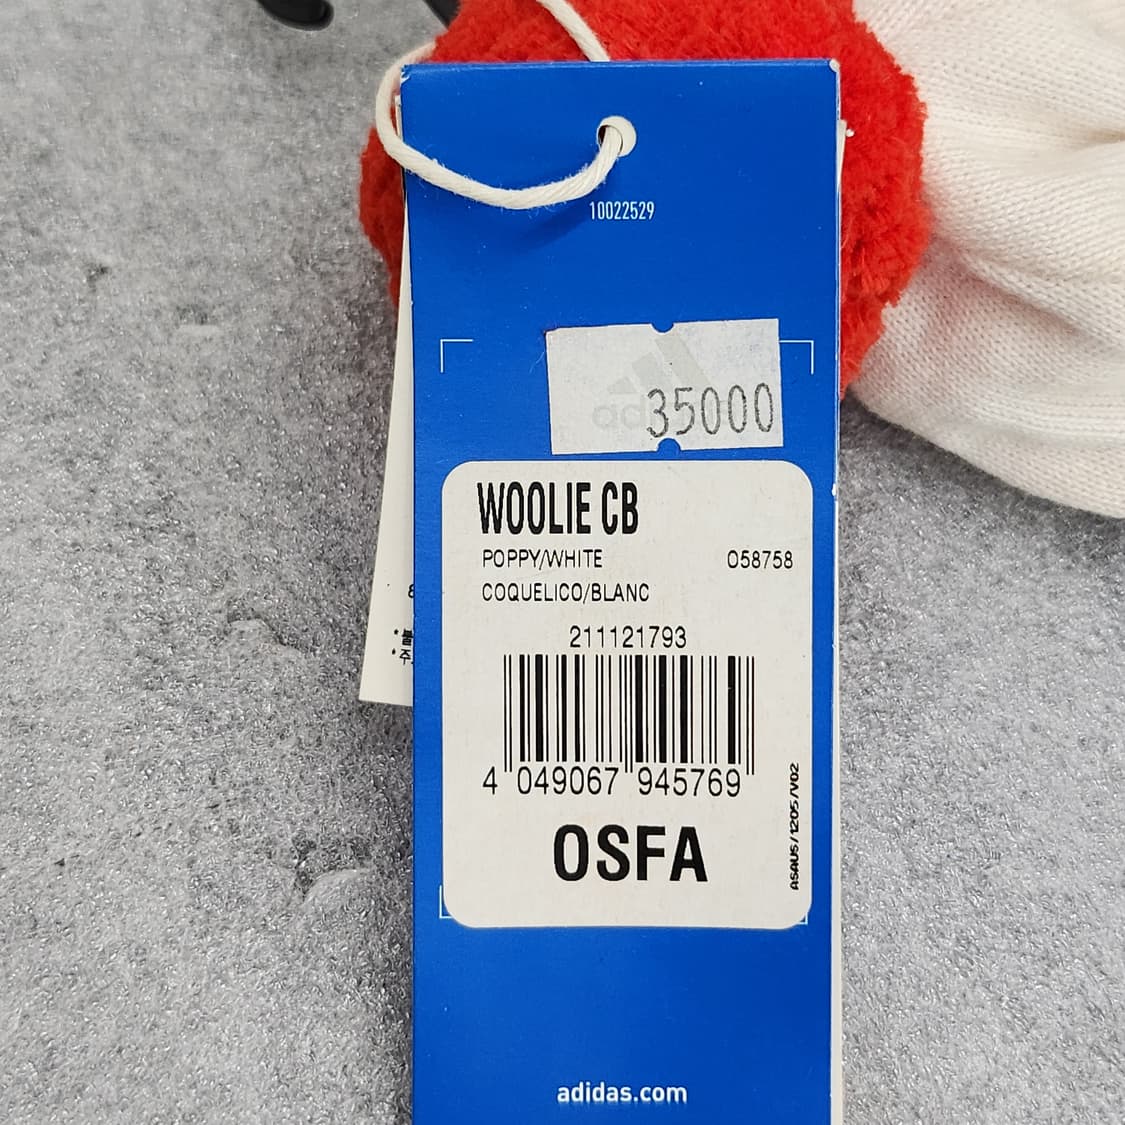 10022529
35000
WOOLIE CB
POPPY/WHITE O58758
COQUELICO/BLANC
211121793
4 049067 945769
OSFA
ASAUS/1205/V02
adidas.com